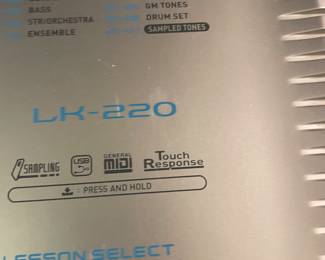 BASS
GM TONES
STR/ORCHESTRA
DRUM SET
ENSEMBLE
SAMPLED TONES
LK-220
SAMPLING
USB
GENERAL
MIDI
Touch
Response
: PRESS AND HOLD
LESSON SELECT